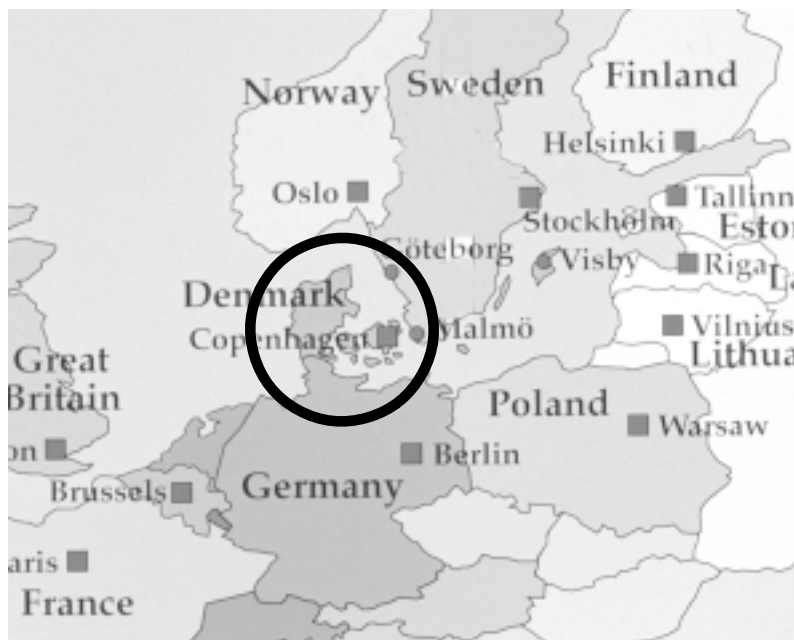 Norway
Sweden
Finland
Helsinki
Oslo
Stockholm
Tallinn
Göteborg
Visby
Riga
Denmark
Copenhagen
Malmö
Vilnius
Great
Britain
Poland
Warsaw
Berlin
Brussels
Germany
France